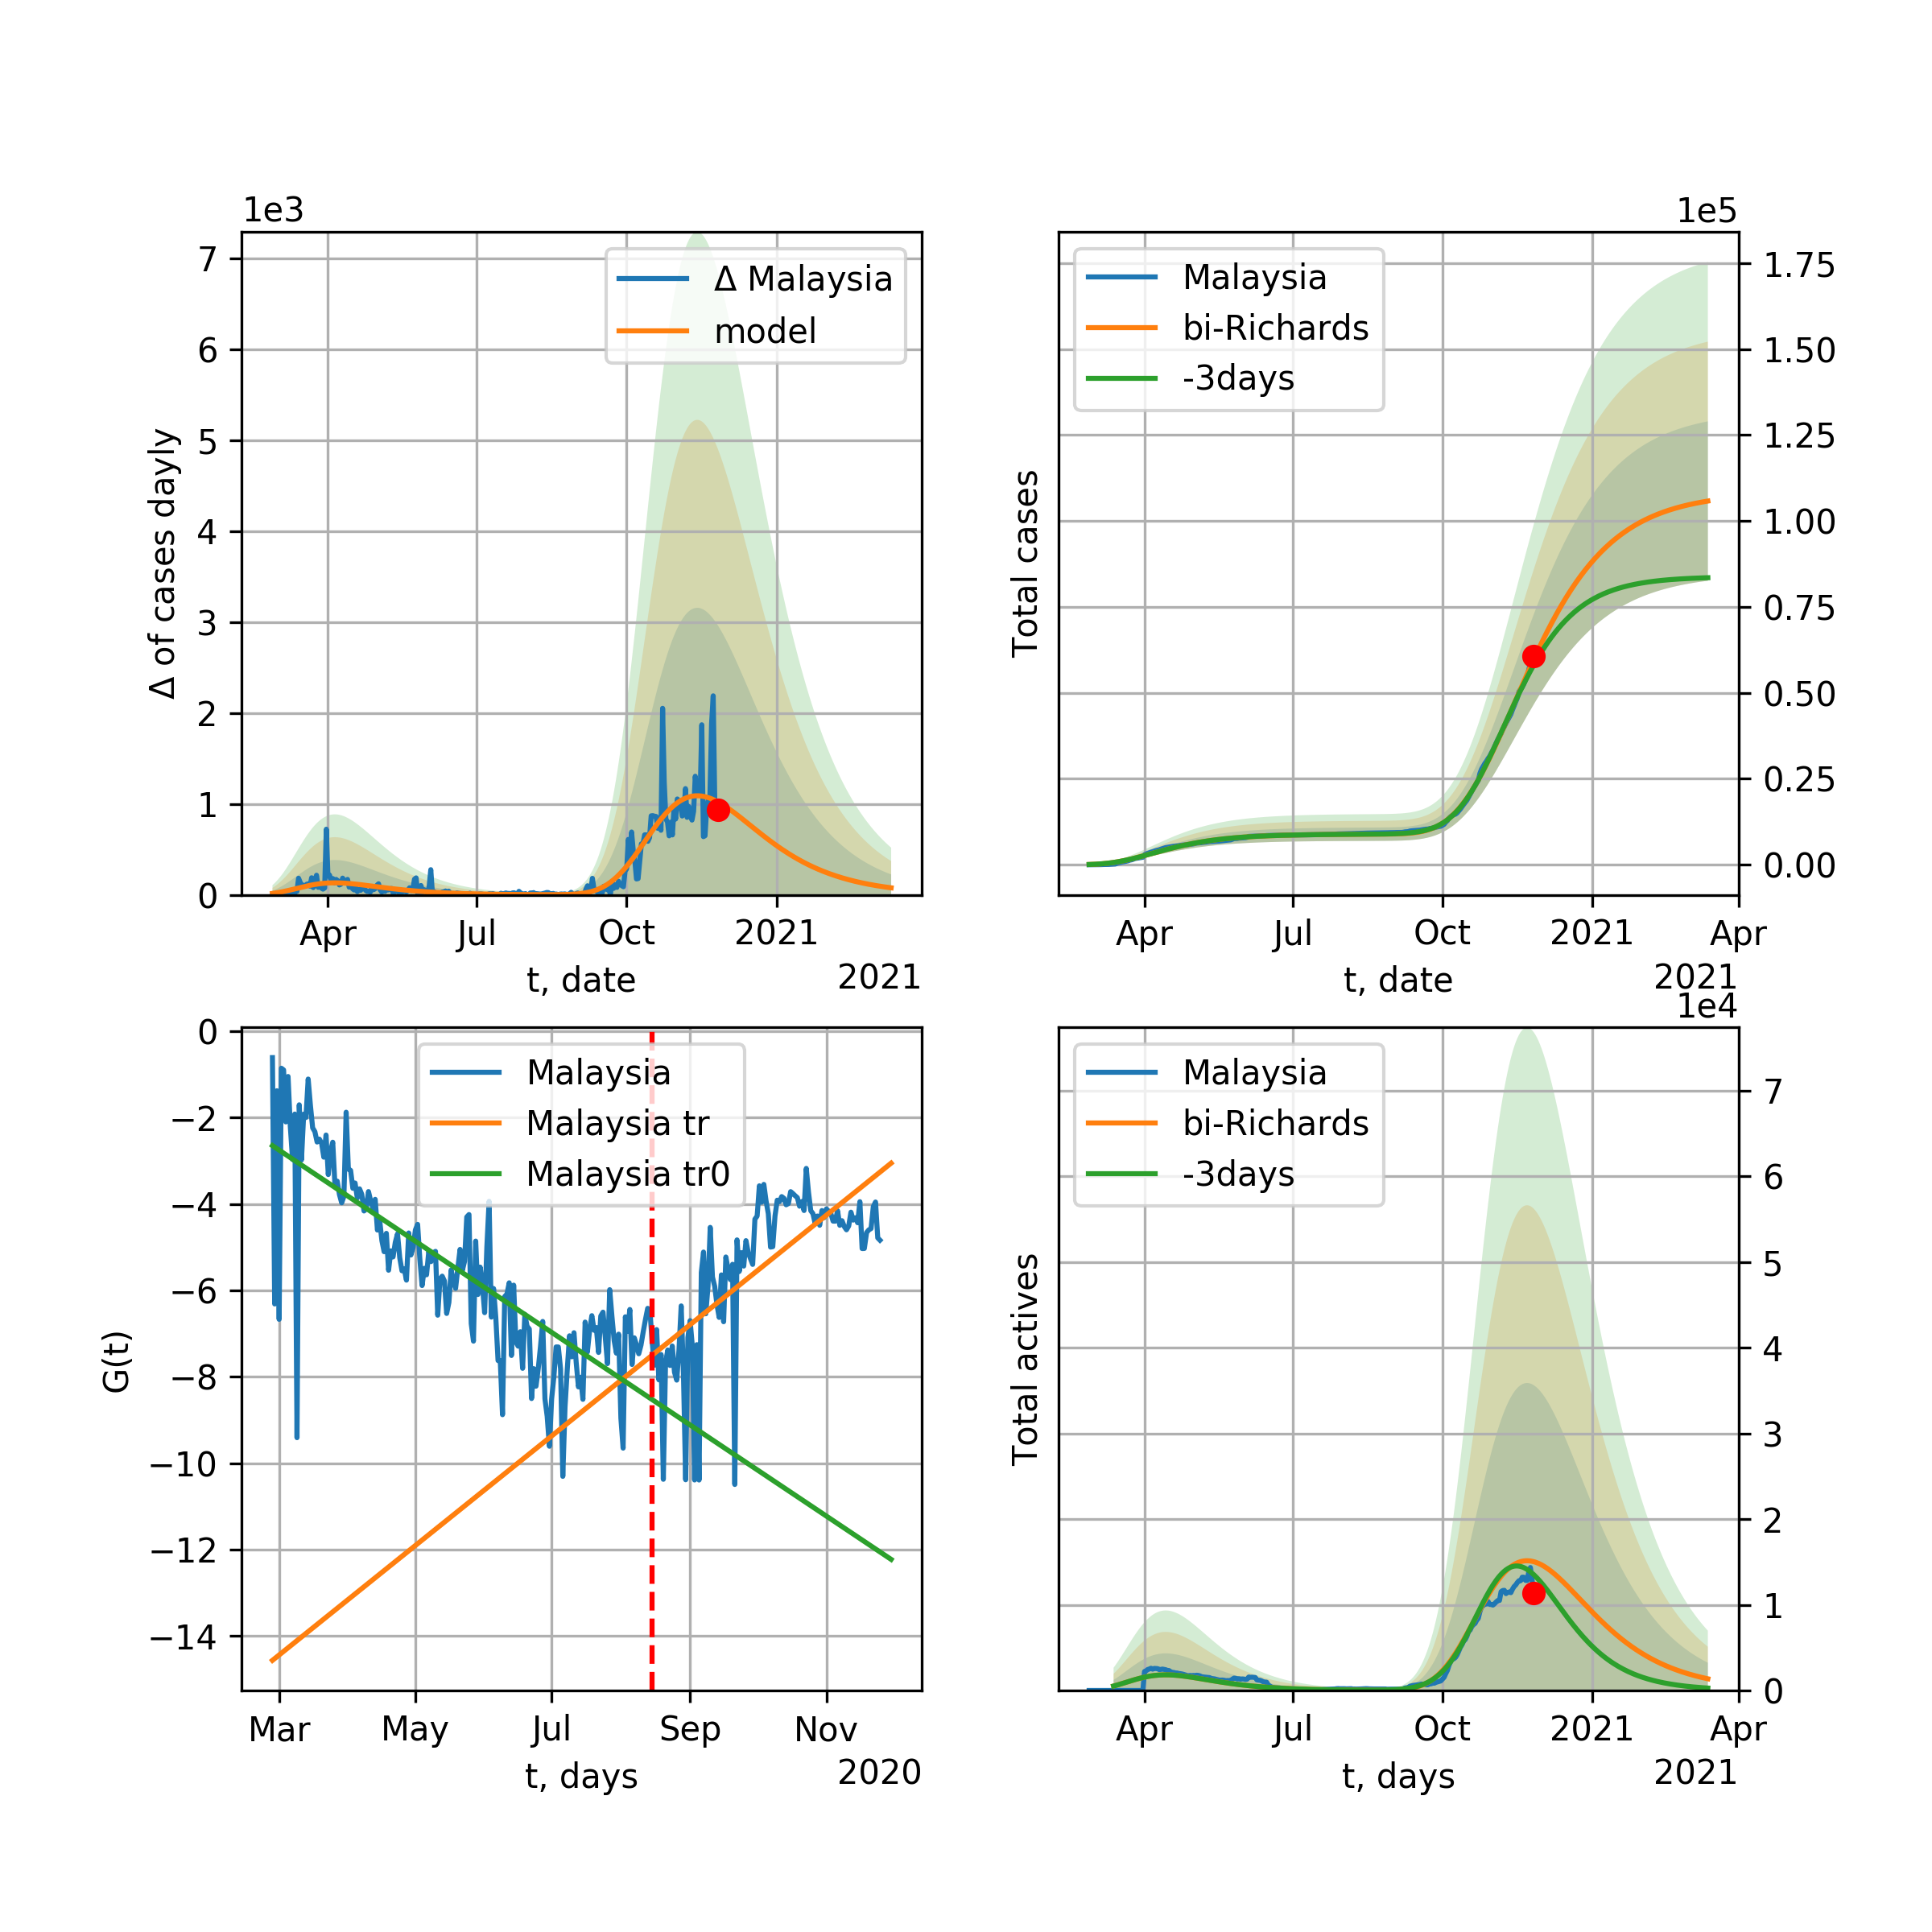 1e3
7
6
5
4
3
2
1
0
Δ of cases dayly
Δ Malaysia
model
Apr Jul Oct 2021
t, date
2021
1e5
1.75
1.50
1.25
1.00
0.75
0.50
0.25
0.00
Total cases
Malaysia
bi-Richards
-3days
Apr Jul Oct 2021 Apr
t, date
2021
0
−2
−4
−6
−8
−10
−12
−14
G(t)
Malaysia
Malaysia tr
Malaysia tr0
Mar May Jul Sep Nov
t, days
2020
1e4
7
6
5
4
3
2
1
0
Total actives
Malaysia
bi-Richards
-3days
Apr Jul Oct 2021 Apr
t, days
2021